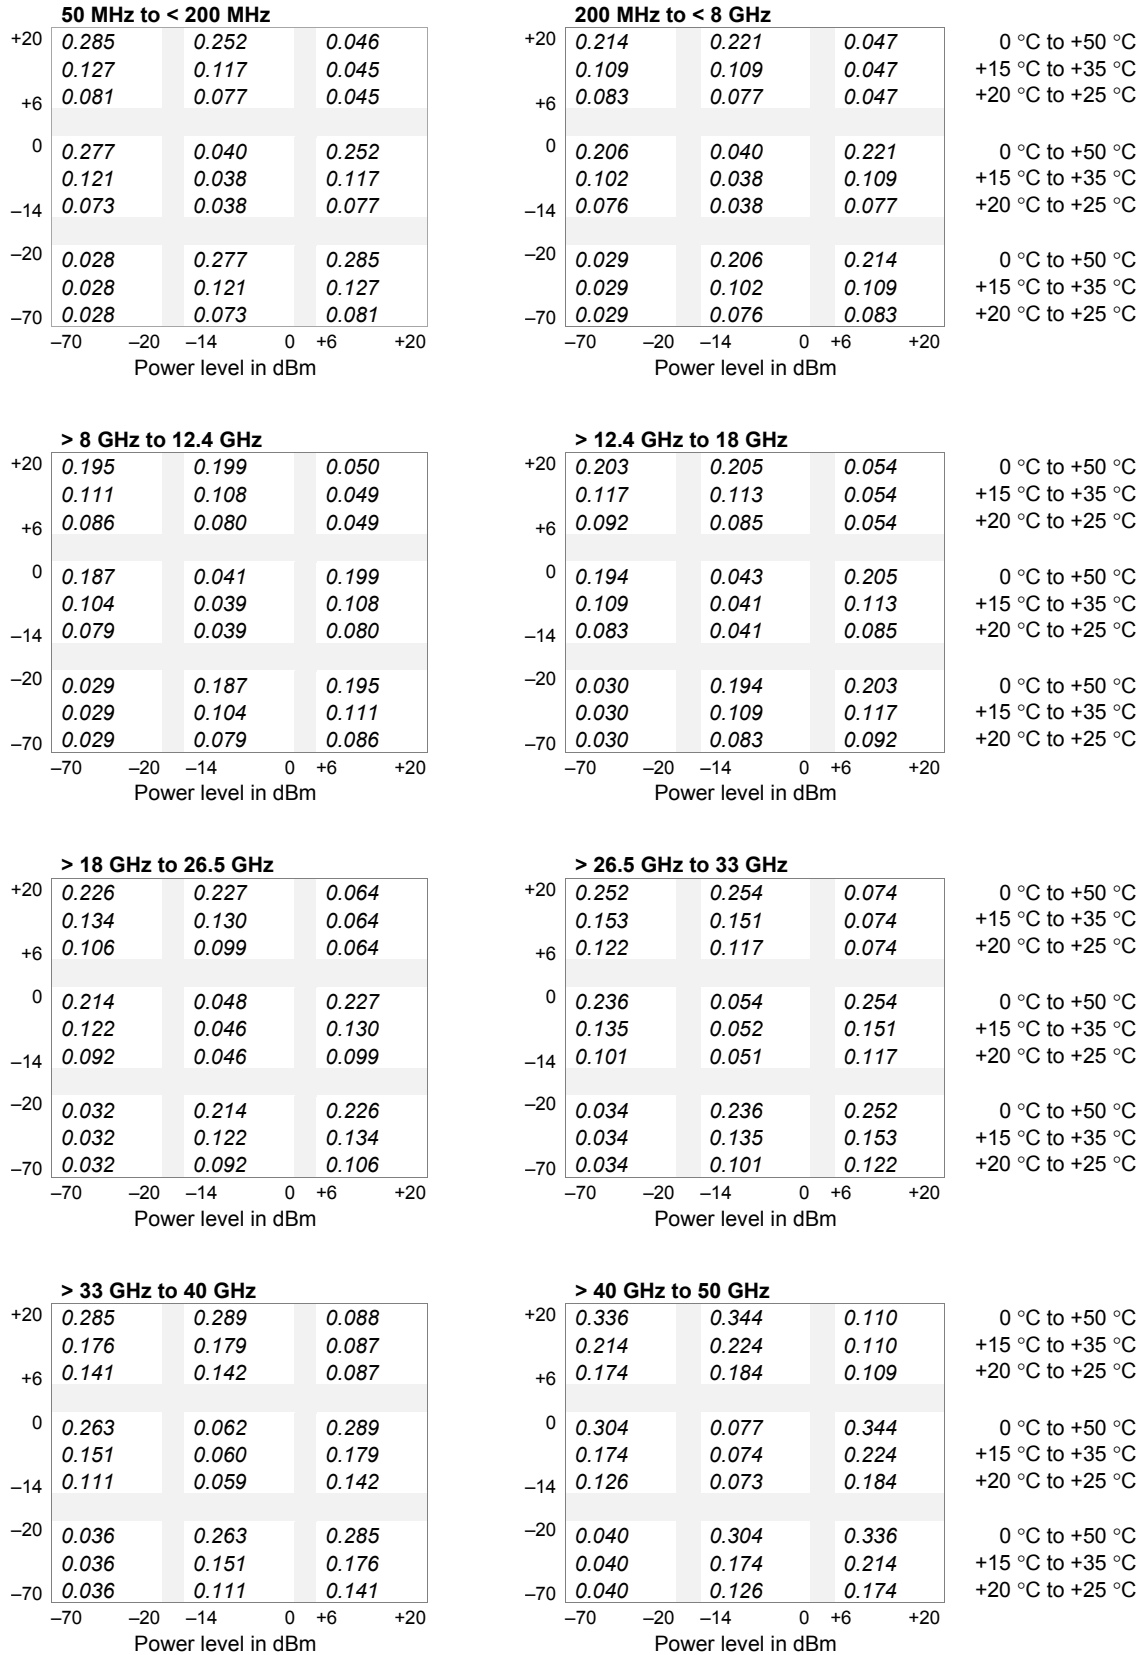 50 MHz to < 200 MHz 200 MHz to < 8 GHz
+20 0.285 0.252 0.046 +20 0.214 0.221 0.047 0 °C to +50 °C
0.127 0.117 0.045 0.109 0.109 0.047 +15 °C to +35 °C
+6 0.081 0.077 0.045 +6 0.083 0.077 0.047 +20 °C to +25 °C
0 0.277 0.040 0.252 0 0.206 0.040 0.221 0 °C to +50 °C
0.121 0.038 0.117 0.102 0.038 0.109 +15 °C to +35 °C
–14 0.073 0.038 0.077 –14 0.076 0.038 0.077 +20 °C to +25 °C
–20 0.028 0.277 0.285 –20 0.029 0.206 0.214 0 °C to +50 °C
0.028 0.121 0.127 0.029 0.102 0.109 +15 °C to +35 °C
–70 0.028 0.073 0.081 –70 0.029 0.076 0.083 +20 °C to +25 °C
–70 –20 –14 0 +6 +20 –70 –20 –14 0 +6 +20
Power level in dBm Power level in dBm
> 8 GHz to 12.4 GHz > 12.4 GHz to 18 GHz
+20 0.195 0.199 0.050 +20 0.203 0.205 0.054 0 °C to +50 °C
0.111 0.108 0.049 0.117 0.113 0.054 +15 °C to +35 °C
+6 0.086 0.080 0.049 +6 0.092 0.085 0.054 +20 °C to +25 °C
0 0.187 0.041 0.199 0 0.194 0.043 0.205 0 °C to +50 °C
0.104 0.039 0.108 0.109 0.041 0.113 +15 °C to +35 °C
–14 0.079 0.039 0.080 –14 0.083 0.041 0.085 +20 °C to +25 °C
–20 0.029 0.187 0.195 –20 0.030 0.194 0.203 0 °C to +50 °C
0.029 0.104 0.111 0.030 0.109 0.117 +15 °C to +35 °C
–70 0.029 0.079 0.086 –70 0.030 0.083 0.092 +20 °C to +25 °C
–70 –20 –14 0 +6 +20 –70 –20 –14 0 +6 +20
Power level in dBm Power level in dBm
> 18 GHz to 26.5 GHz > 26.5 GHz to 33 GHz
+20 0.226 0.227 0.064 +20 0.252 0.254 0.074 0 °C to +50 °C
0.134 0.130 0.064 0.153 0.151 0.074 +15 °C to +35 °C
+6 0.106 0.099 0.064 +6 0.122 0.117 0.074 +20 °C to +25 °C
0 0.214 0.048 0.227 0 0.236 0.054 0.254 0 °C to +50 °C
0.122 0.046 0.130 0.135 0.052 0.151 +15 °C to +35 °C
–14 0.092 0.046 0.099 –14 0.101 0.051 0.117 +20 °C to +25 °C
–20 0.032 0.214 0.226 –20 0.034 0.236 0.252 0 °C to +50 °C
0.032 0.122 0.134 0.034 0.135 0.153 +15 °C to +35 °C
–70 0.032 0.092 0.106 –70 0.034 0.101 0.122 +20 °C to +25 °C
–70 –20 –14 0 +6 +20 –70 –20 –14 0 +6 +20
Power level in dBm Power level in dBm
> 33 GHz to 40 GHz > 40 GHz to 50 GHz
+20 0.285 0.289 0.088 +20 0.336 0.344 0.110 0 °C to +50 °C
0.176 0.179 0.087 0.214 0.224 0.110 +15 °C to +35 °C
+6 0.141 0.142 0.087 +6 0.174 0.184 0.109 +20 °C to +25 °C
0 0.263 0.062 0.289 0 0.304 0.077 0.344 0 °C to +50 °C
0.151 0.060 0.179 0.174 0.074 0.224 +15 °C to +35 °C
–14 0.111 0.059 0.142 –14 0.126 0.073 0.184 +20 °C to +25 °C
–20 0.036 0.263 0.285 –20 0.040 0.304 0.336 0 °C to +50 °C
0.036 0.151 0.176 0.040 0.174 0.214 +15 °C to +35 °C
–70 0.036 0.111 0.141 –70 0.040 0.126 0.174 +20 °C to +25 °C
–70 –20 –14 0 +6 +20 –70 –20 –14 0 +6 +20
Power level in dBm Power level in dBm